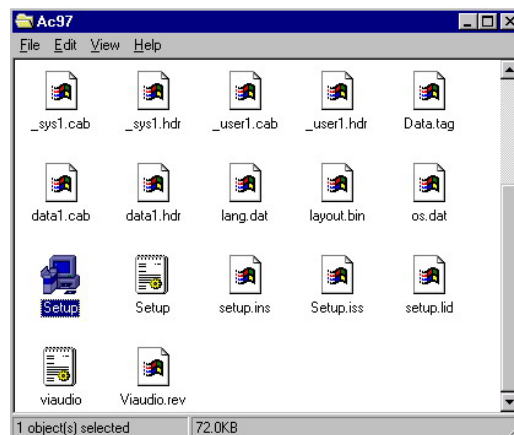 Ac97
File Edit View Help
_sys1.cab _sys1.hdr _user1.cab _user1.hdr Data.tag
data1.cab data1.hdr lang.dat layout.bin os.dat
Setup Setup setup.ins Setup.iss setup.lid
viaudio Viaudio.rev
1 object(s) selected 72.0KB